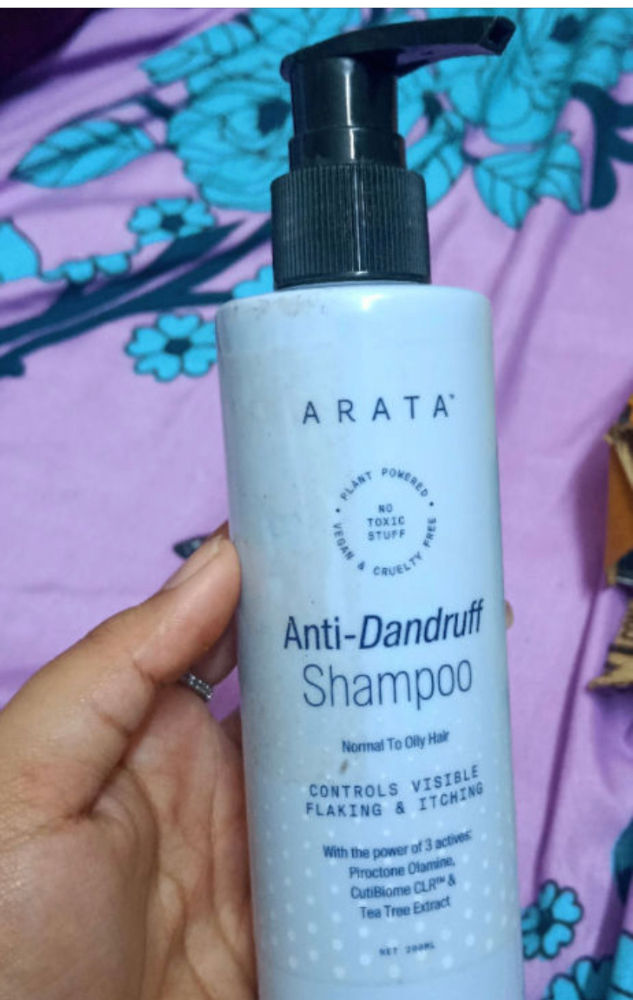 ARATA™
PLANT POWERED
NO
TOXIC
STUFF
VEGAN & CRUELTY FREE
Anti-Dandruff
Shampoo
Normal To Oily Hair
CONTROLS VISIBLE
FLAKING & ITCHING
With the power of 3 actives:
Piroctone Olamine,
CutiBiome CLR™ &
Tea Tree Extract
NET 200ML